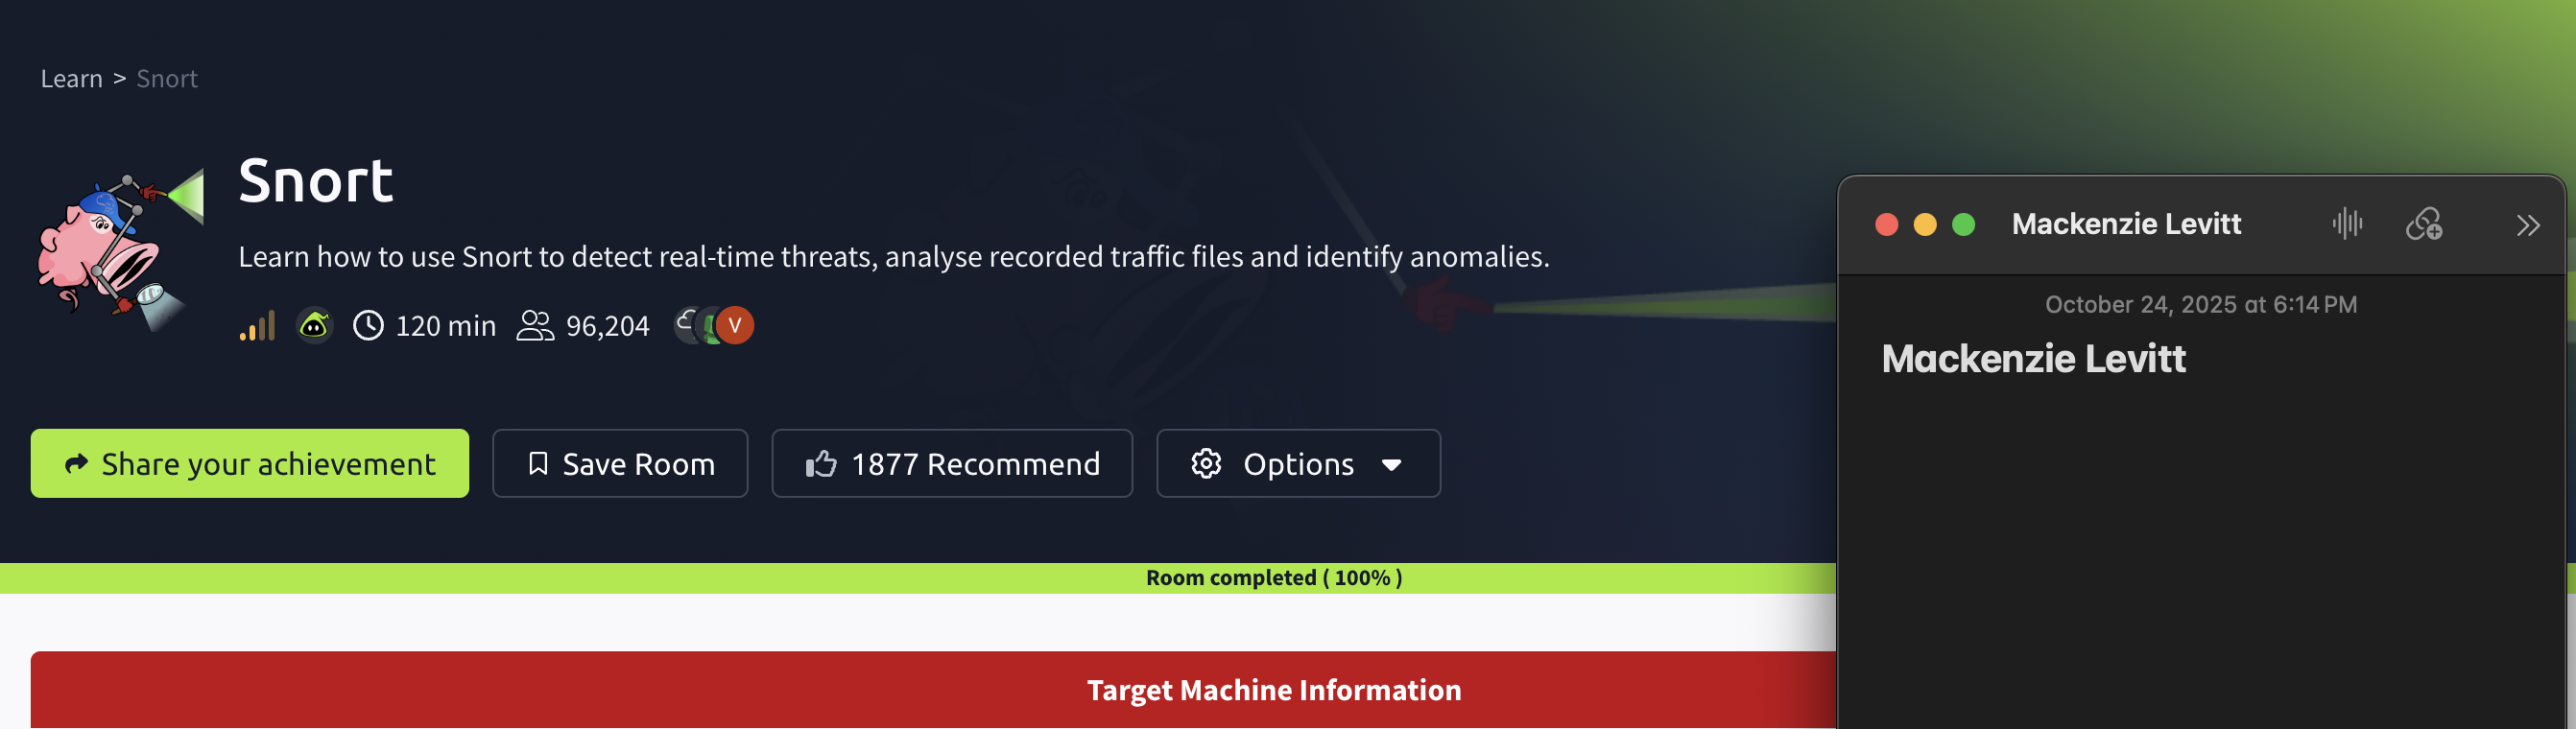 Learn > Snort
Snort
Learn how to use Snort to detect real-time threats, analyse recorded traffic files and identify anomalies.
120 min 96,204 V
Share your achievement Save Room 1877 Recommend Options
Room completed ( 100% )
Target Machine Information
Mackenzie Levitt
October 24, 2025 at 6:14 PM
Mackenzie Levitt